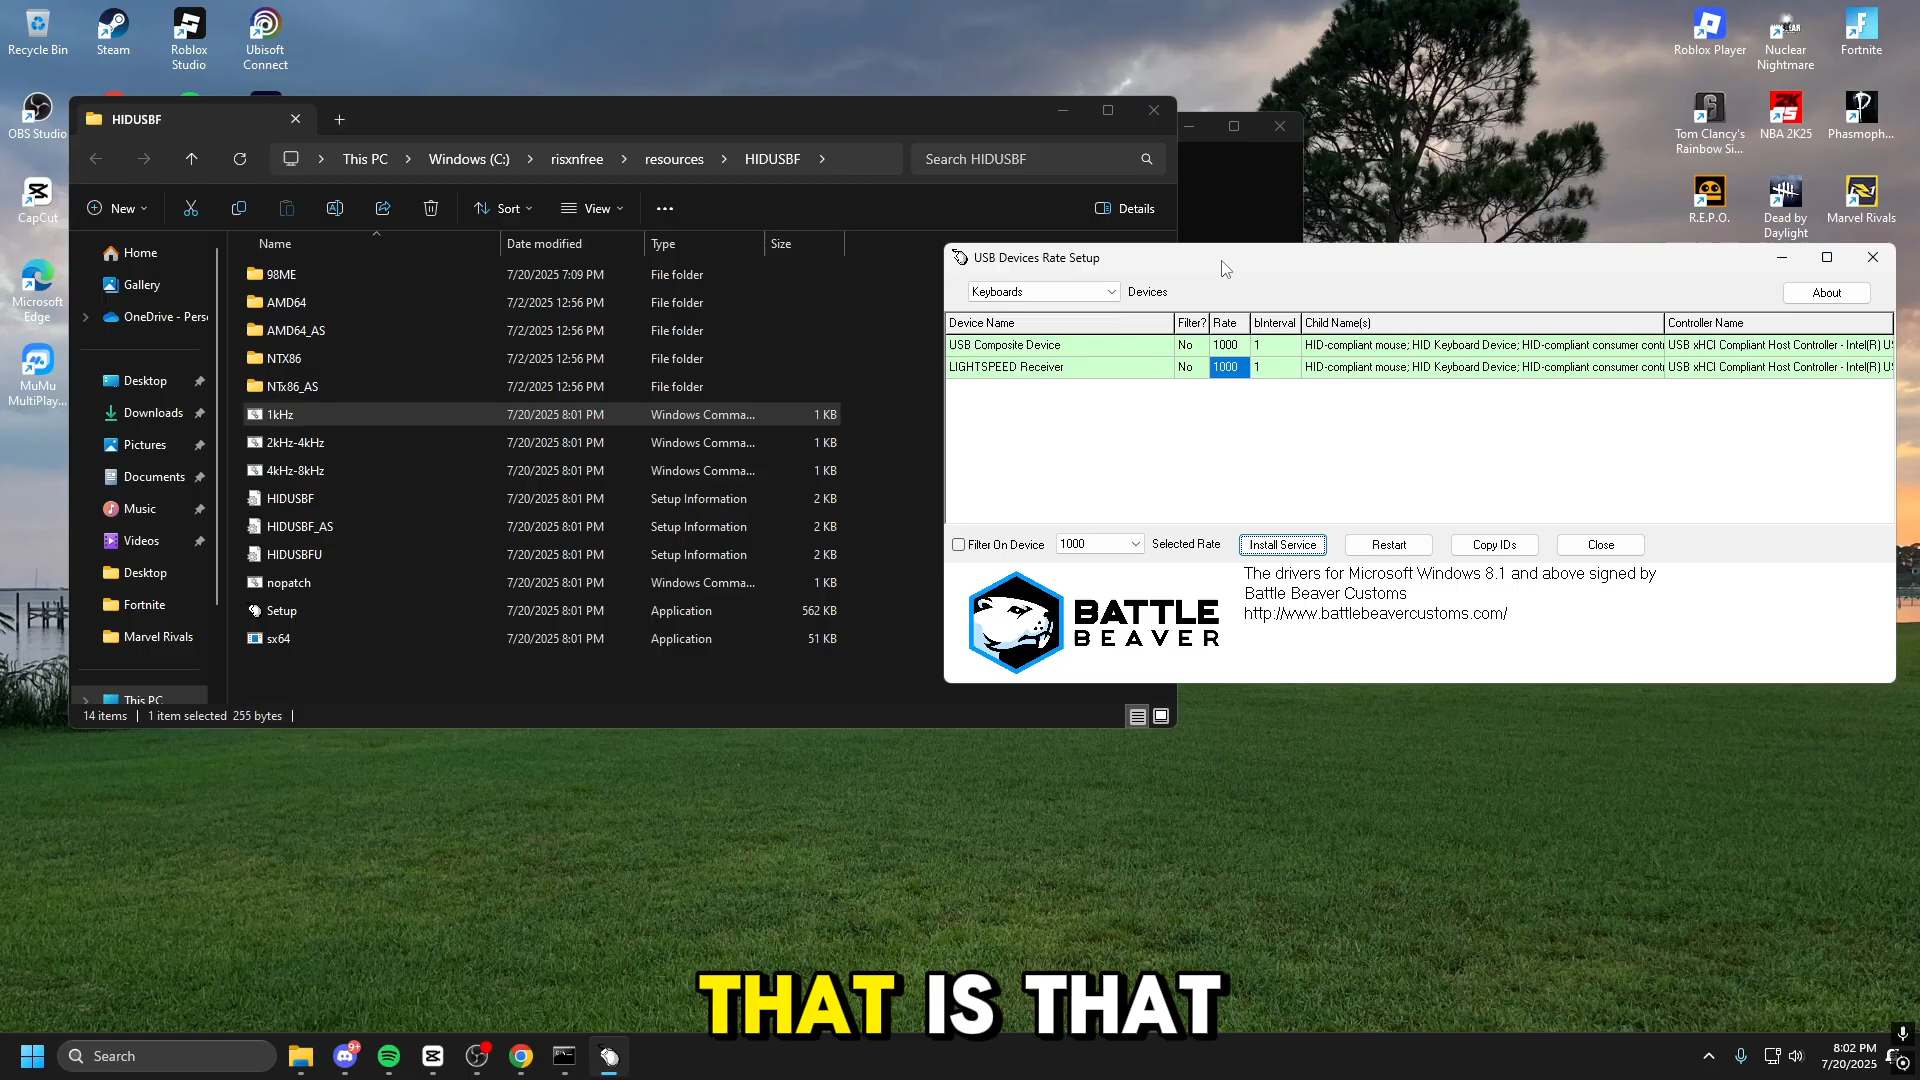 Recycle Bin
Steam
Roblox Studio
Ubisoft Connect
OBS Studio
CapCut
Microsoft Edge
MuMu MultiPlay...
Roblox Player
Nuclear Nightmare
Fortnite
Tom Clancy's Rainbow Si...
NBA 2K25
Phasmoph...
R.E.P.O.
Dead by Daylight
Marvel Rivals
HIDUSBF
This PC > Windows (C:) > risxnfree > resources > HIDUSBF >
Search HIDUSBF
New
Sort
View
Details
Name Date modified Type Size
98ME 7/20/2025 7:09 PM File folder
AMD64 7/2/2025 12:56 PM File folder
AMD64_AS 7/2/2025 12:56 PM File folder
NTX86 7/2/2025 12:56 PM File folder
NTx86_AS 7/2/2025 12:56 PM File folder
1kHz 7/20/2025 8:01 PM Windows Comma... 1 KB
2kHz-4kHz 7/20/2025 8:01 PM Windows Comma... 1 KB
4kHz-8kHz 7/20/2025 8:01 PM Windows Comma... 1 KB
HIDUSBF 7/20/2025 8:01 PM Setup Information 2 KB
HIDUSBF_AS 7/20/2025 8:01 PM Setup Information 2 KB
HIDUSBFU 7/20/2025 8:01 PM Setup Information 2 KB
nopatch 7/20/2025 8:01 PM Windows Comma... 1 KB
Setup 7/20/2025 8:01 PM Application 562 KB
sx64 7/20/2025 8:01 PM Application 51 KB
Home
Gallery
OneDrive - Pers
Desktop
Downloads
Pictures
Documents
Music
Videos
Desktop
Fortnite
Marvel Rivals
This PC
14 items | 1 item selected 255 bytes |
USB Devices Rate Setup
Keyboards Devices About
Device Name Filter? Rate bInterval Child Name(s) Controller Name
USB Composite Device No 1000 1 HID-compliant mouse; HID Keyboard Device; HID-compliant consumer cont USB xHCI Compliant Host Controller - Intel(R) U
LIGHTSPEED Receiver No 1000 1 HID-compliant mouse; HID Keyboard Device; HID-compliant consumer cont USB xHCI Compliant Host Controller - Intel(R) U
Filter On Device 1000 Selected Rate Install Service Restart Copy IDs Close
The drivers for Microsoft Windows 8.1 and above signed by
Battle Beaver Customs
http://www.battlebeavercustoms.com/
BATTLE
BEAVER
THAT IS THAT
Search
9+
8:02 PM
7/20/2025